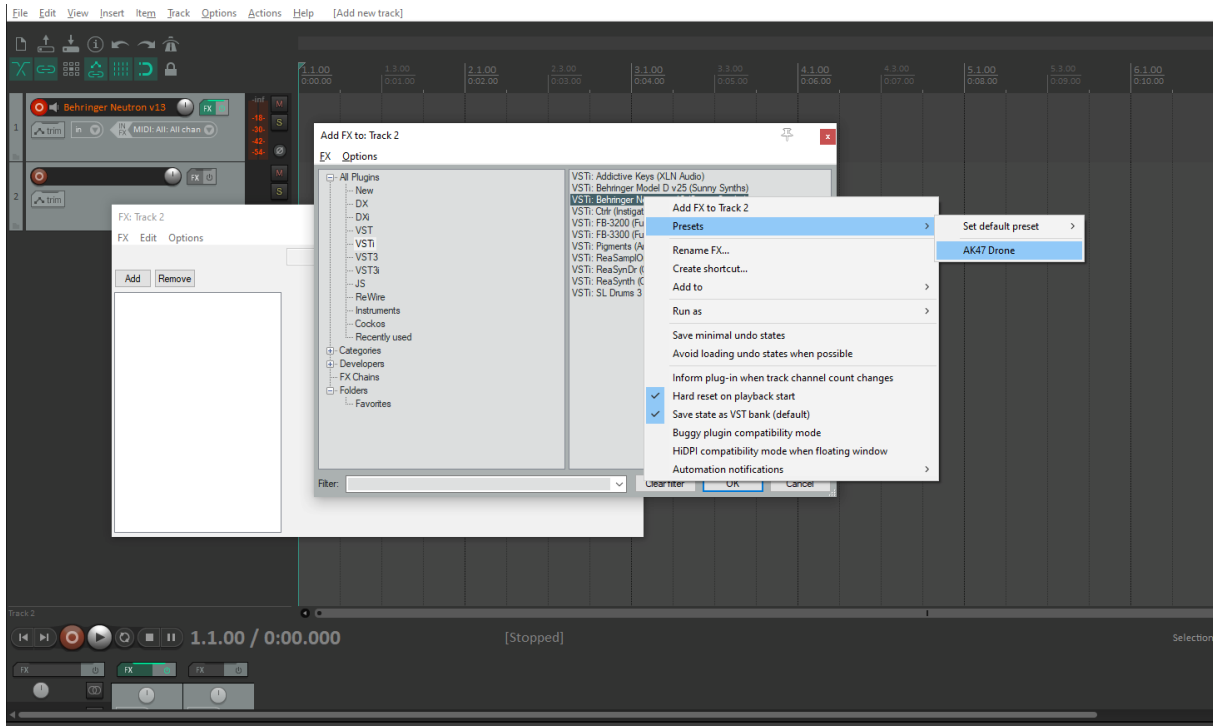 File Edit View Insert Item Track Options Actions Help [Add new track]
1.1.00 1.3.00 2.1.00 2.3.00 3.1.00 3.3.00 4.1.00 4.3.00 5.1.00 5.3.00 6.1.00
0:00.00 0:01.00 0:02.00 0:03.00 0:04.00 0:05.00 0:06.00 0:07.00 0:08.00 0:09.00 0:10.00
1 Behringer Neutron v13 FX -inf M
trim in IN FX MIDI: All: All chan -18- S
-30-
-42-
-54-
2 FX M
trim S
FX: Track 2
FX Edit Options
Add Remove
Add FX to: Track 2
FX Options
All Plugins
New
DX
DXi
VST
VSTi
VST3
VST3i
JS
ReWire
Instruments
Cockos
Recently used
Categories
Developers
FX Chains
Folders
Favorites
VSTi: Addictive Keys (XLN Audio)
VSTi: Behringer Model D v25 (Sunny Synths)
VSTi: Behringer
VSTi: Ctrlr (Instigat
VSTi: FB-3200 (Fu
VSTi: FB-3300 (Fu
VSTi: Pigments (A
VSTi: ReaSamplO
VSTi: ReaSynDr (
VSTi: ReaSynth (C
VSTi: SL Drums 3
Filter: Clear filter OK Cancel
Add FX to Track 2
Presets
Rename FX...
Create shortcut...
Add to
Run as
Save minimal undo states
Avoid loading undo states when possible
Inform plug-in when track channel count changes
Hard reset on playback start
Save state as VST bank (default)
Buggy plugin compatibility mode
HiDPI compatibility mode when floating window
Automation notifications
Set default preset
AK47 Drone
Track 2
1.1.00 / 0:00.000 [Stopped] Selection
FX FX FX